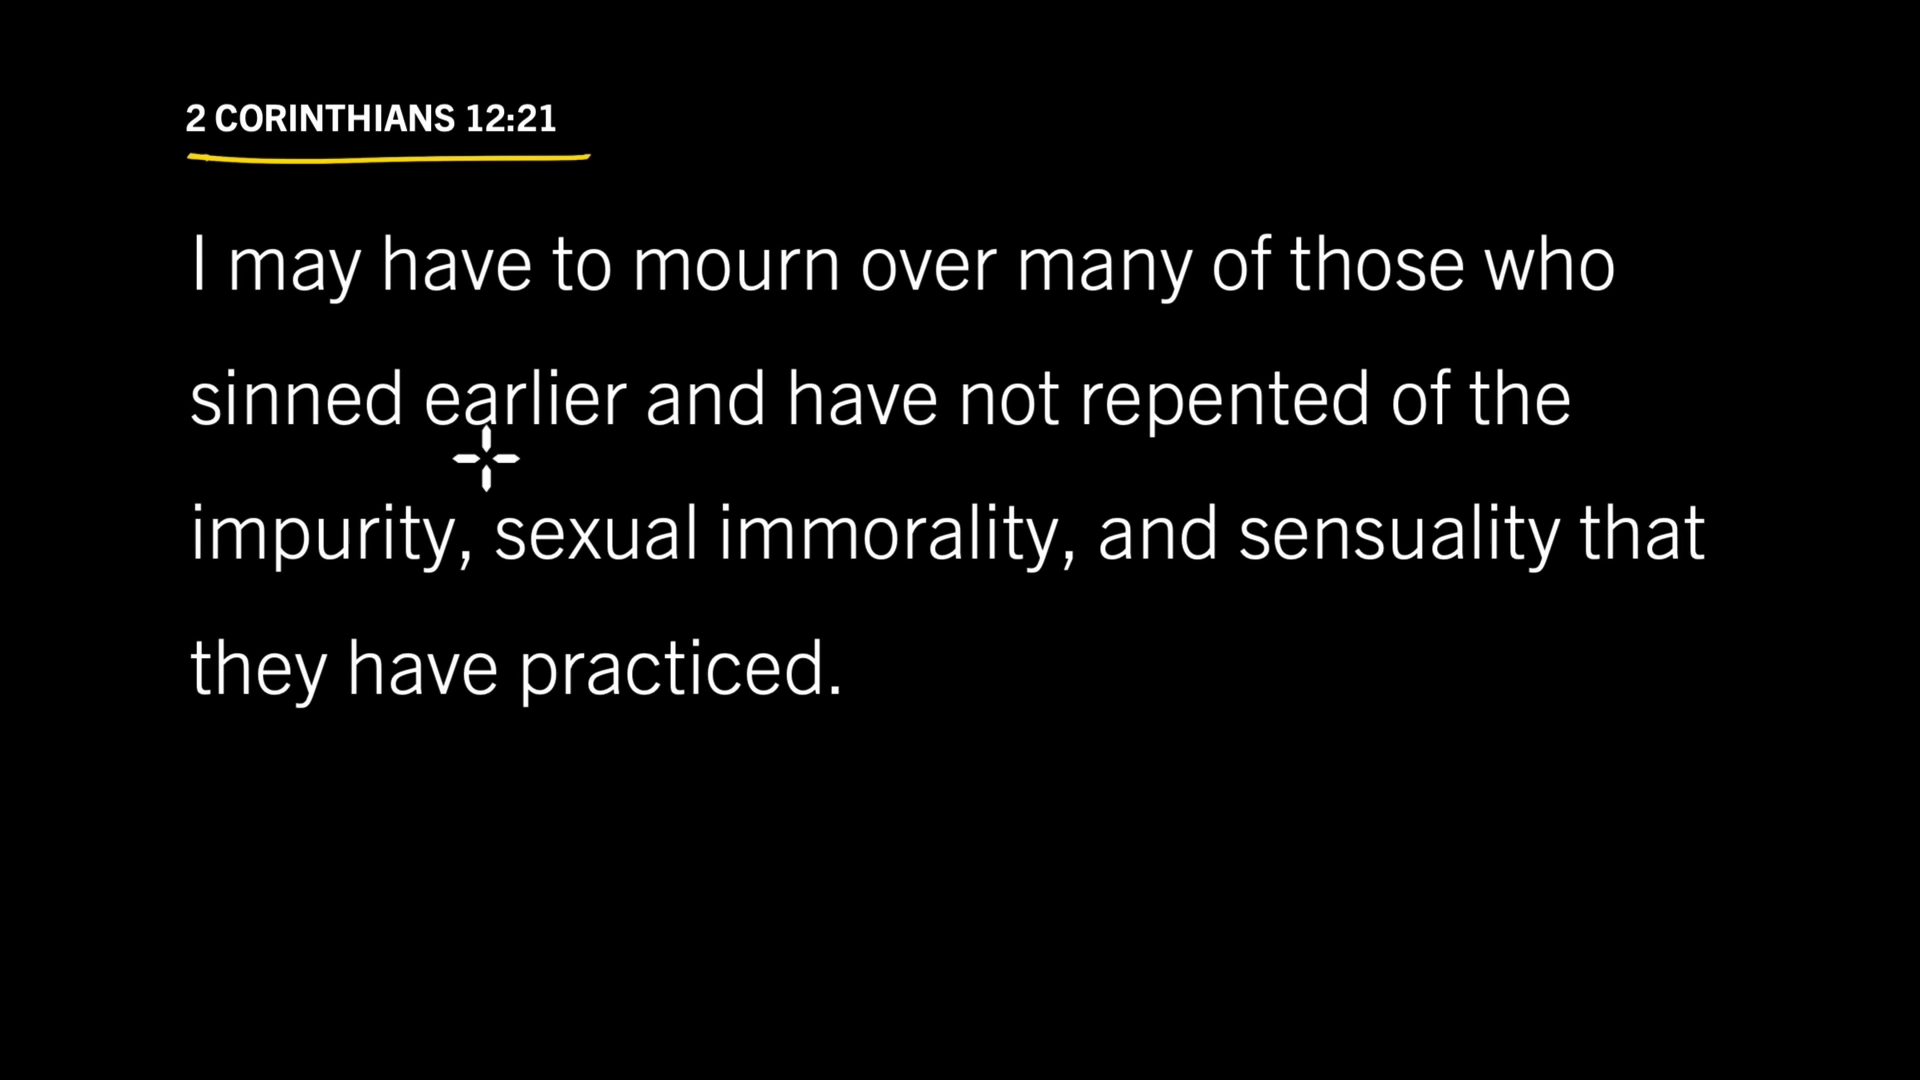 2 CORINTHIANS 12:21
I may have to mourn over many of those who
sinned earlier and have not repented of the
impurity, sexual immorality, and sensuality that
they have practiced.